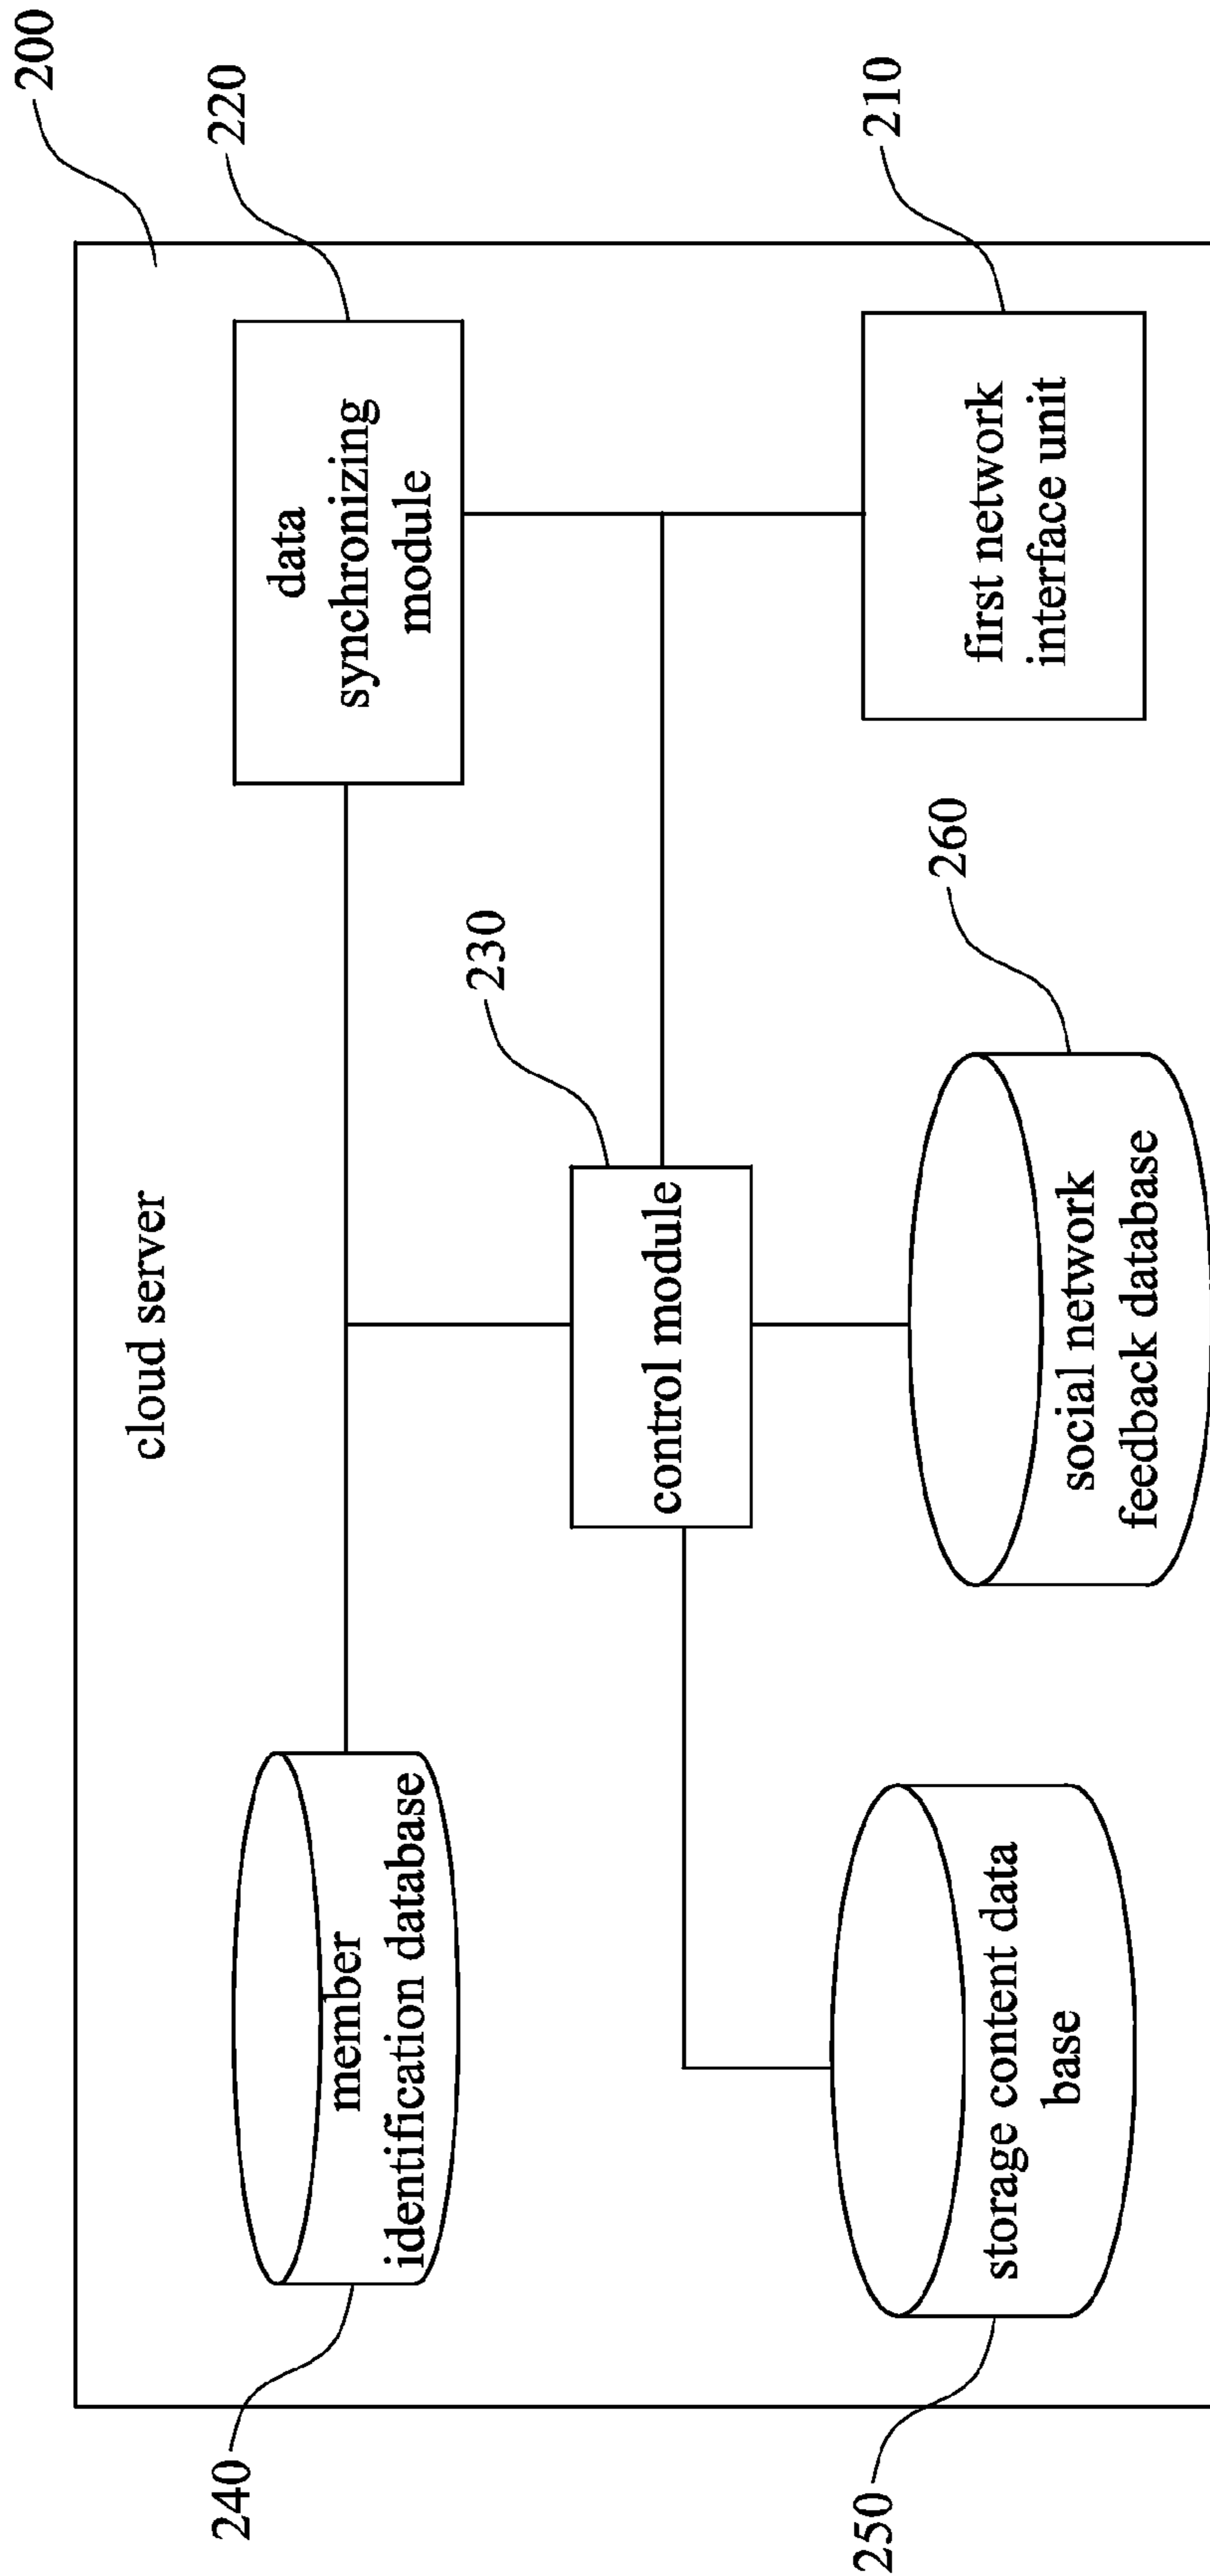 200
cloud server
240
member
identification database
220
data
synchronizing
module
230
control module
250
storage content data
base
260
social network
feedback database
210
first network
interface unit